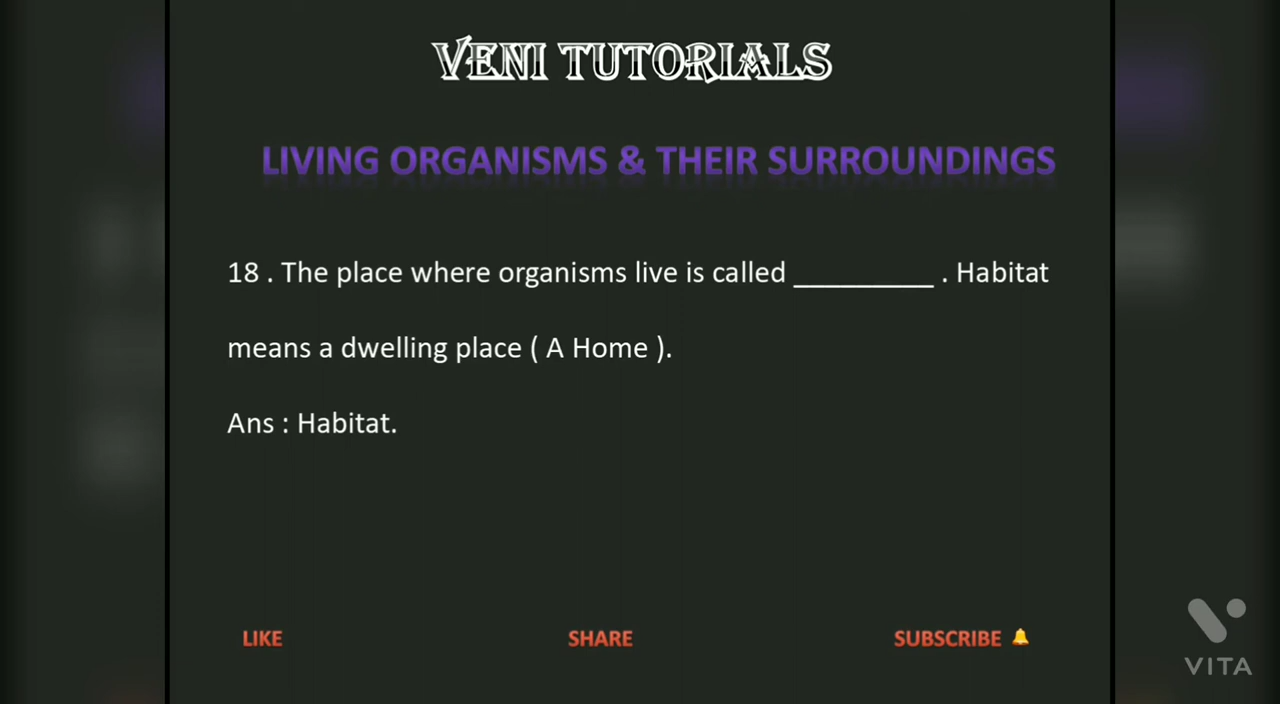 VENI TUTORIALS
LIVING ORGANISMS & THEIR SURROUNDINGS
18 . The place where organisms live is called _________ . Habitat
means a dwelling place ( A Home ).
Ans : Habitat.
LIKE SHARE SUBSCRIBE 🔔
VITA